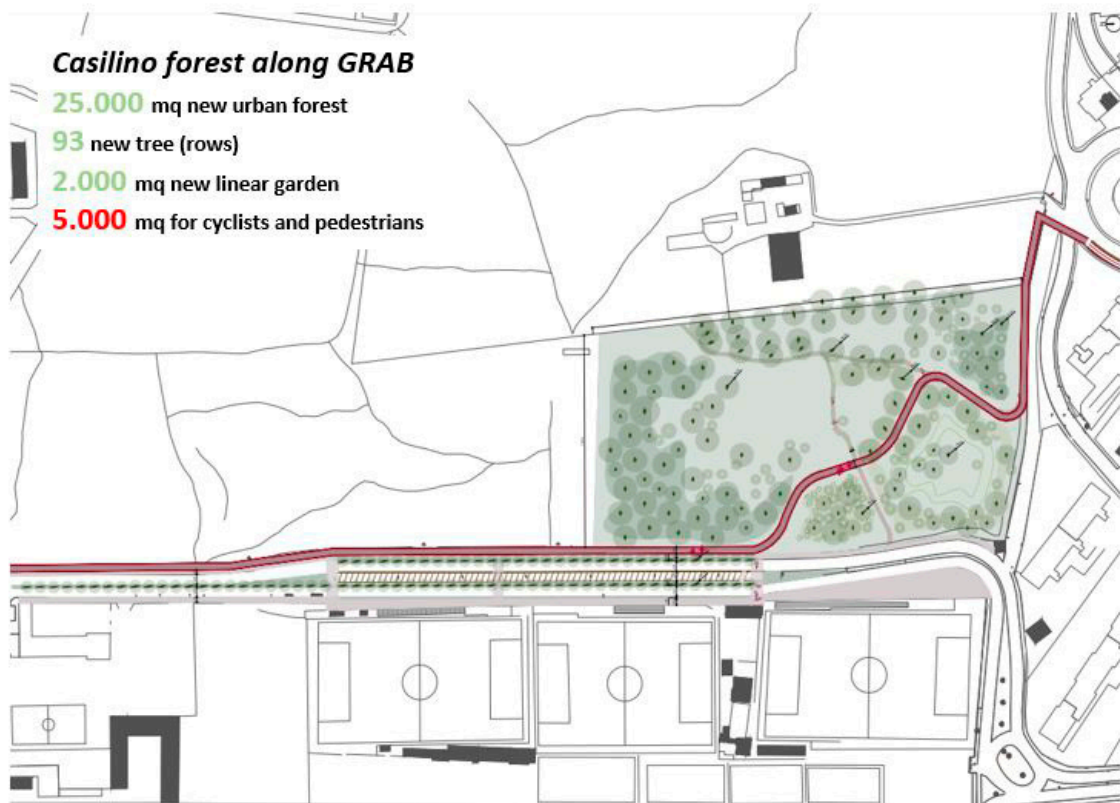 Casilino forest along GRAB
25.000 mq new urban forest
93 new tree (rows)
2.000 mq new linear garden
5.000 mq for cyclists and pedestrians